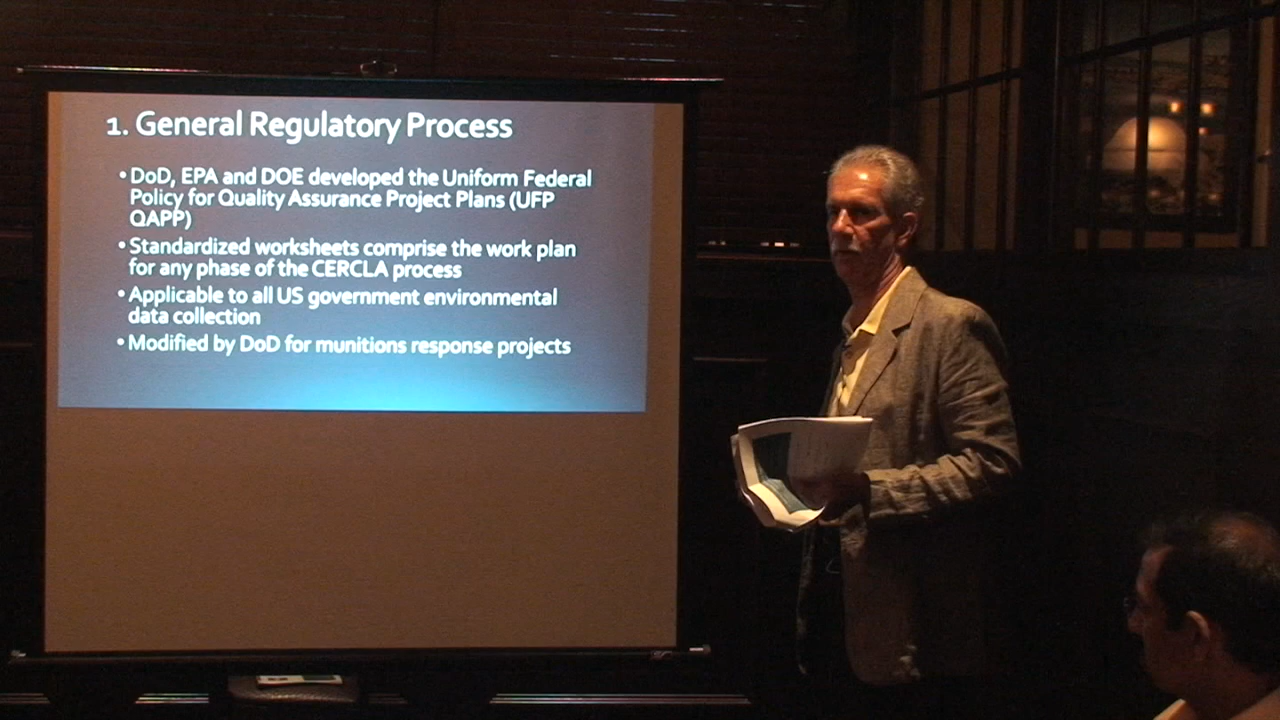 1. General Regulatory Process
• DoD, EPA and DOE developed the Uniform Federal
Policy for Quality Assurance Project Plans (UFP
QAPP)
• Standardized worksheets comprise the work plan
for any phase of the CERCLA process
• Applicable to all US government environmental
data collection
• Modified by DoD for munitions response projects